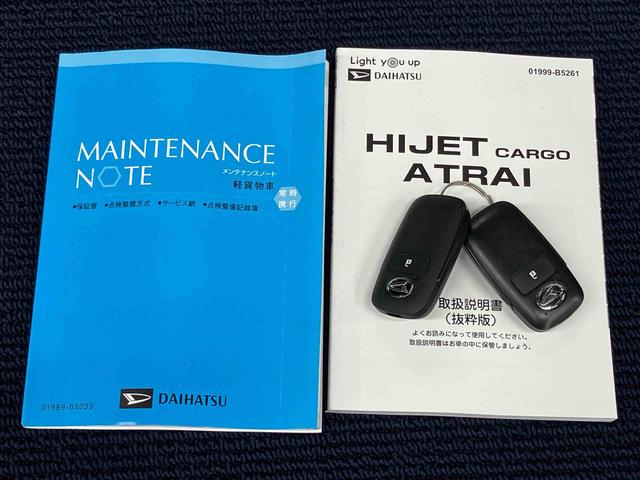 MAINTENANCE
NOTE
メンテナンスノート
軽貨物車
常時
携行
•保証書 •点検整備方式 •サービス網 •点検整備記録簿
01989-B5033
DAIHATSU
Light you up
DAIHATSU
01999-B5261
HIJET CARGO
ATRAI
取扱説明書
(抜粋版)
よくお読みになって使用してください。
取扱説明書はお車の中に保管しましょう。